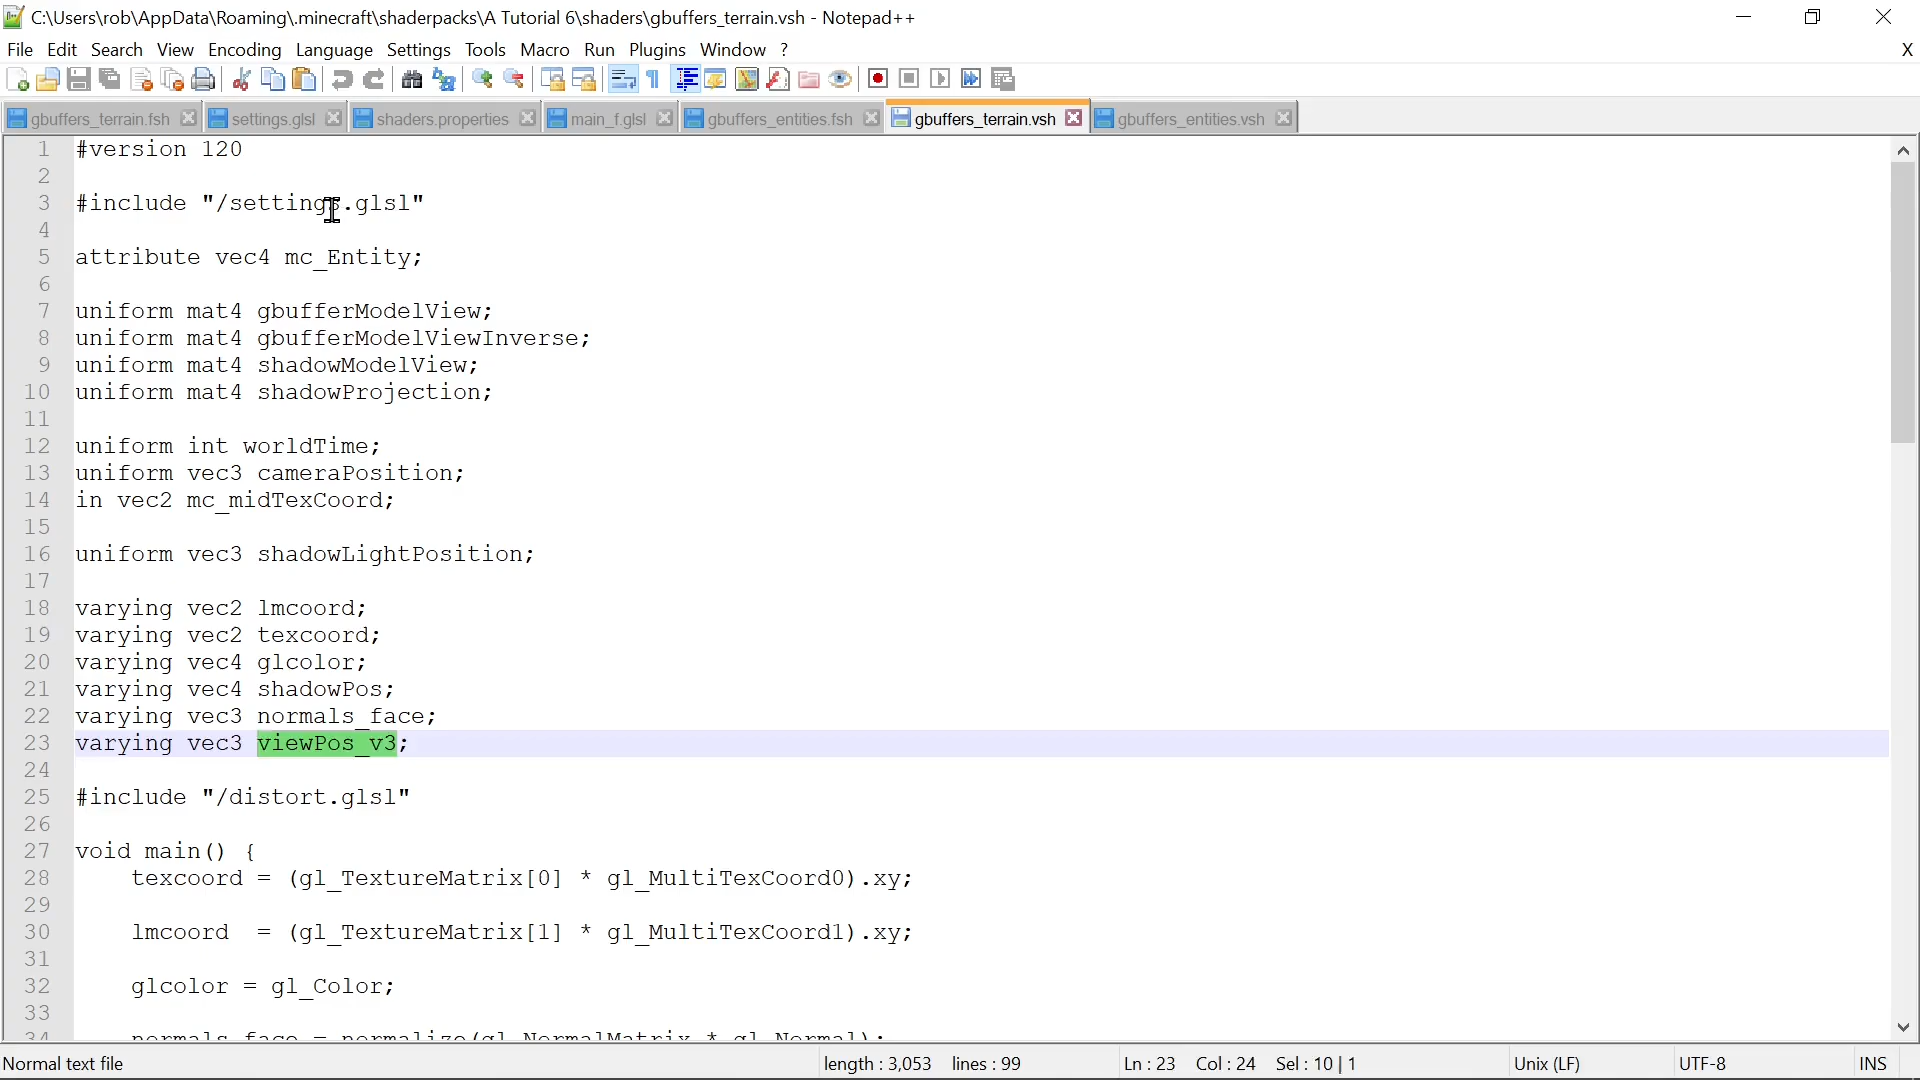 C:\Users\rob\AppData\Roaming\.minecraft\shaderpacks\A Tutorial 6\shaders\gbuffers_terrain.vsh - Notepad++
File Edit Search View Encoding Language Settings Tools Macro Run Plugins Window ? X
gbuffers_terrain.fsh settings.glsl shaders.properties main_f.glsl gbuffers_entities.fsh gbuffers_terrain.vsh gbuffers_entities.vsh
1 #version 120
2
3 #include "/settings.glsl"
4
5 attribute vec4 mc_Entity;
6
7 uniform mat4 gbufferModelView;
8 uniform mat4 gbufferModelViewInverse;
9 uniform mat4 shadowModelView;
10 uniform mat4 shadowProjection;
11
12 uniform int worldTime;
13 uniform vec3 cameraPosition;
14 in vec2 mc_midTexCoord;
15
16 uniform vec3 shadowLightPosition;
17
18 varying vec2 lmcoord;
19 varying vec2 texcoord;
20 varying vec4 glcolor;
21 varying vec4 shadowPos;
22 varying vec3 normals_face;
23 varying vec3 viewPos_v3;
24
25 #include "/distort.glsl"
26
27 void main() {
28 texcoord = (gl_TextureMatrix[0] * gl_MultiTexCoord0).xy;
29
30 lmcoord  = (gl_TextureMatrix[1] * gl_MultiTexCoord1).xy;
31
32 glcolor = gl_Color;
33
34 normals_face = normalize(gl_NormalMatrix * gl_Normal);
Normal text file length : 3,053 lines : 99 Ln : 23 Col : 24 Sel : 10 | 1 Unix (LF) UTF-8 INS